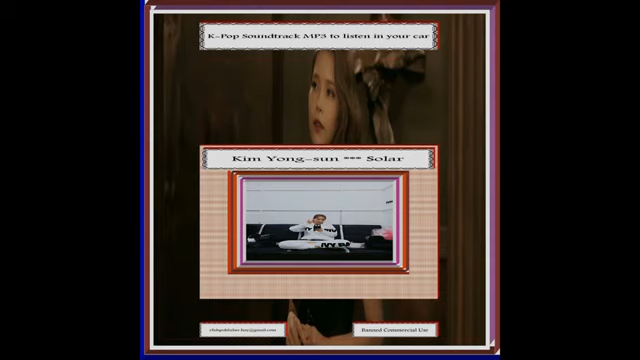 K-Pop Soundtrack MP3 to listen in your car
Kim Yong-sun *** Solar
Banned Commercial Use